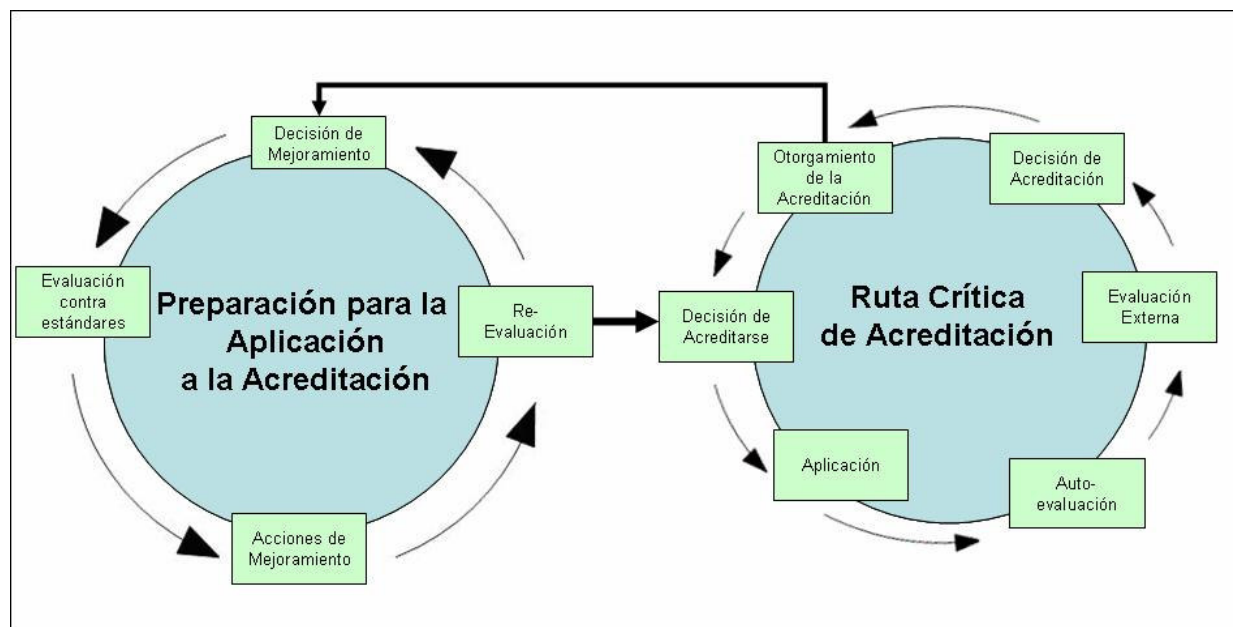 Decisión de
Mejoramiento
Evaluación
contra
estándares
Acciones de
Mejoramiento
Re-
Evaluación
Preparación para la
Aplicación
a la Acreditación
Otorgamiento
de la
Acreditación
Decisión de
Acreditarse
Aplicación
Auto-
evaluación
Evaluación
Externa
Decisión de
Acreditación
Ruta Crítica
de Acreditación